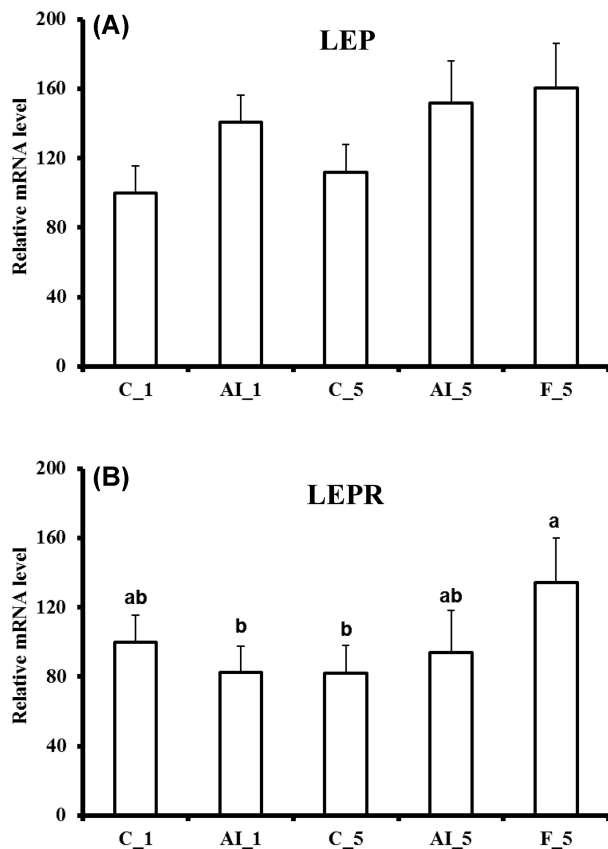 (A)
LEP
Relative mRNA level
200
160
120
80
40
0
C_1 AI_1 C_5 AI_5 F_5
(B)
LEPR
Relative mRNA level
200
160
120
80
40
0
ab b b ab a
C_1 AI_1 C_5 AI_5 F_5